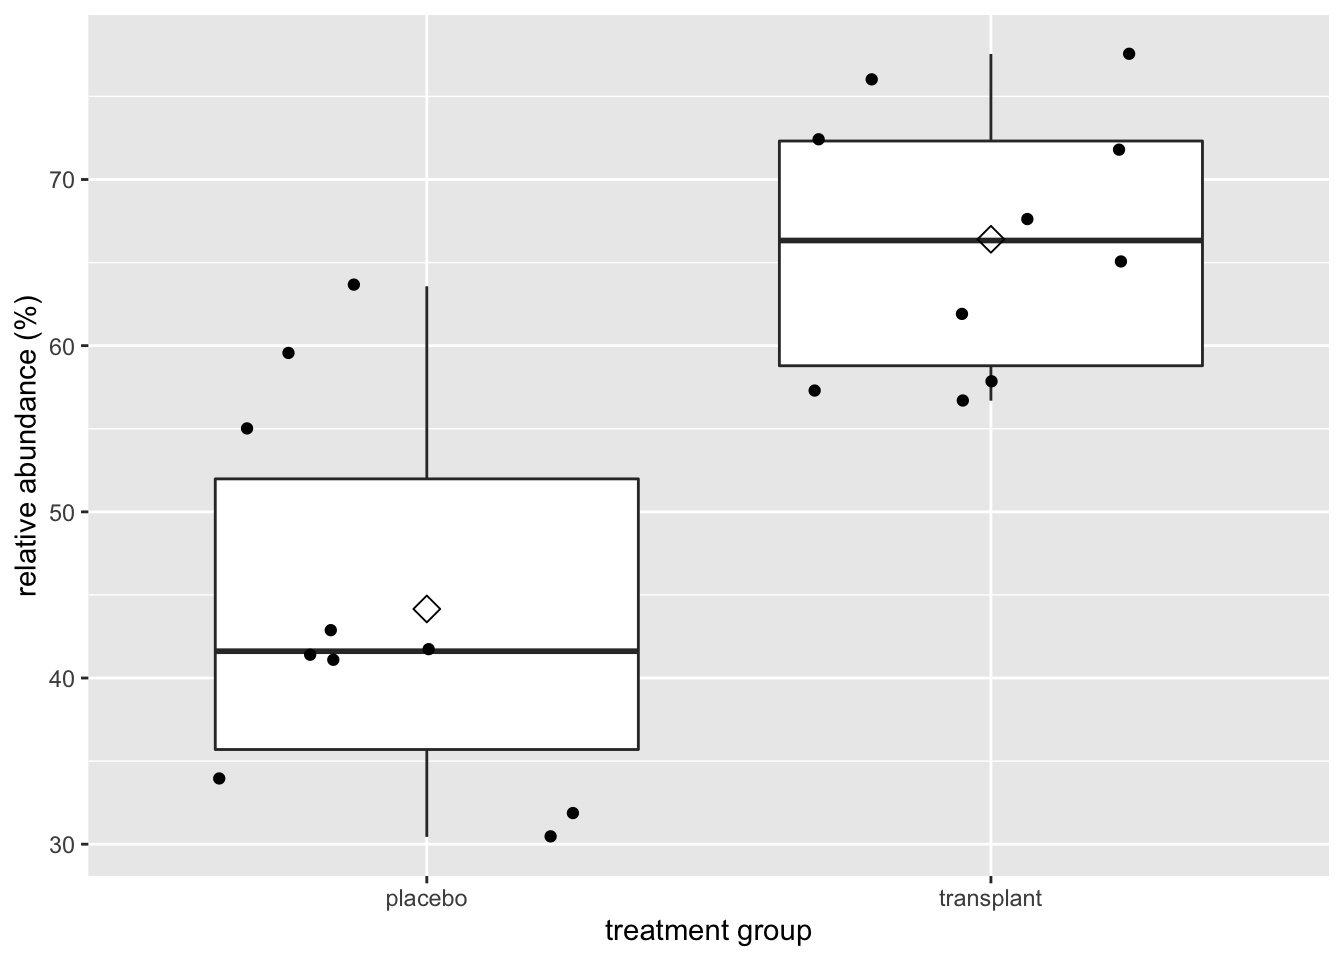 relative abundance (%)
70
60
50
40
30
placebo
transplant
treatment group